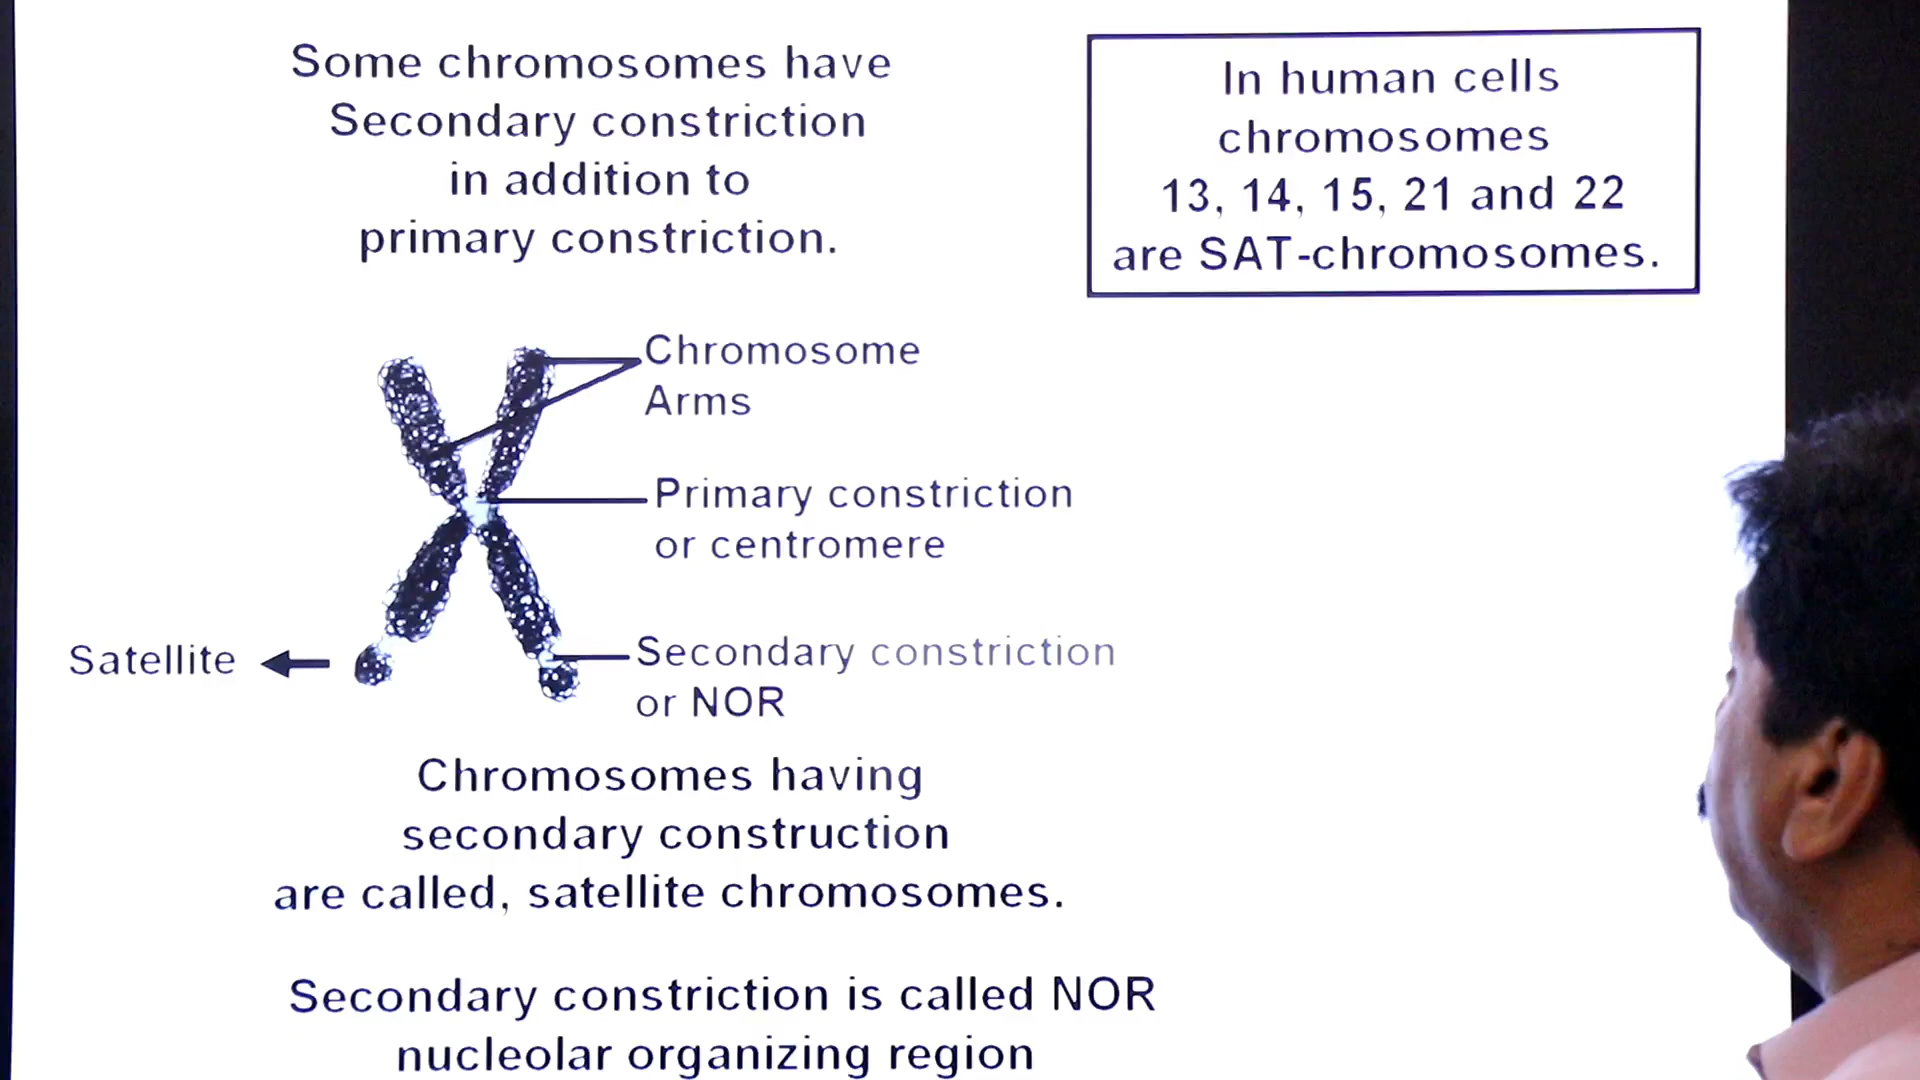 Some chromosomes have
Secondary constriction
in addition to
primary constriction.
In human cells
chromosomes
13, 14, 15, 21 and 22
are SAT-chromosomes.
Chromosome
Arms
Primary constriction
or centromere
Satellite
Secondary constriction
or NOR
Chromosomes having
secondary construction
are called, satellite chromosomes.
Secondary constriction is called NOR
nucleolar organizing region